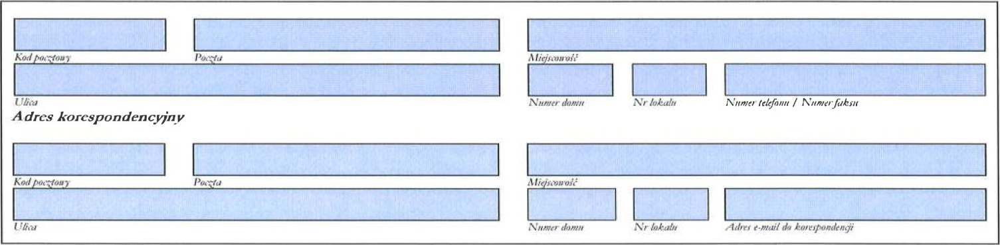 Kod pocztowy Poczta Miejscowość
Ulica Numer domu Nr lokalu Numer telefonu / Numer faksu
Adres korespondencyjny
Kod pocztowy Poczta Miejscowość
Ulica Numer domu Nr lokalu Adres e-mail do korespondencji